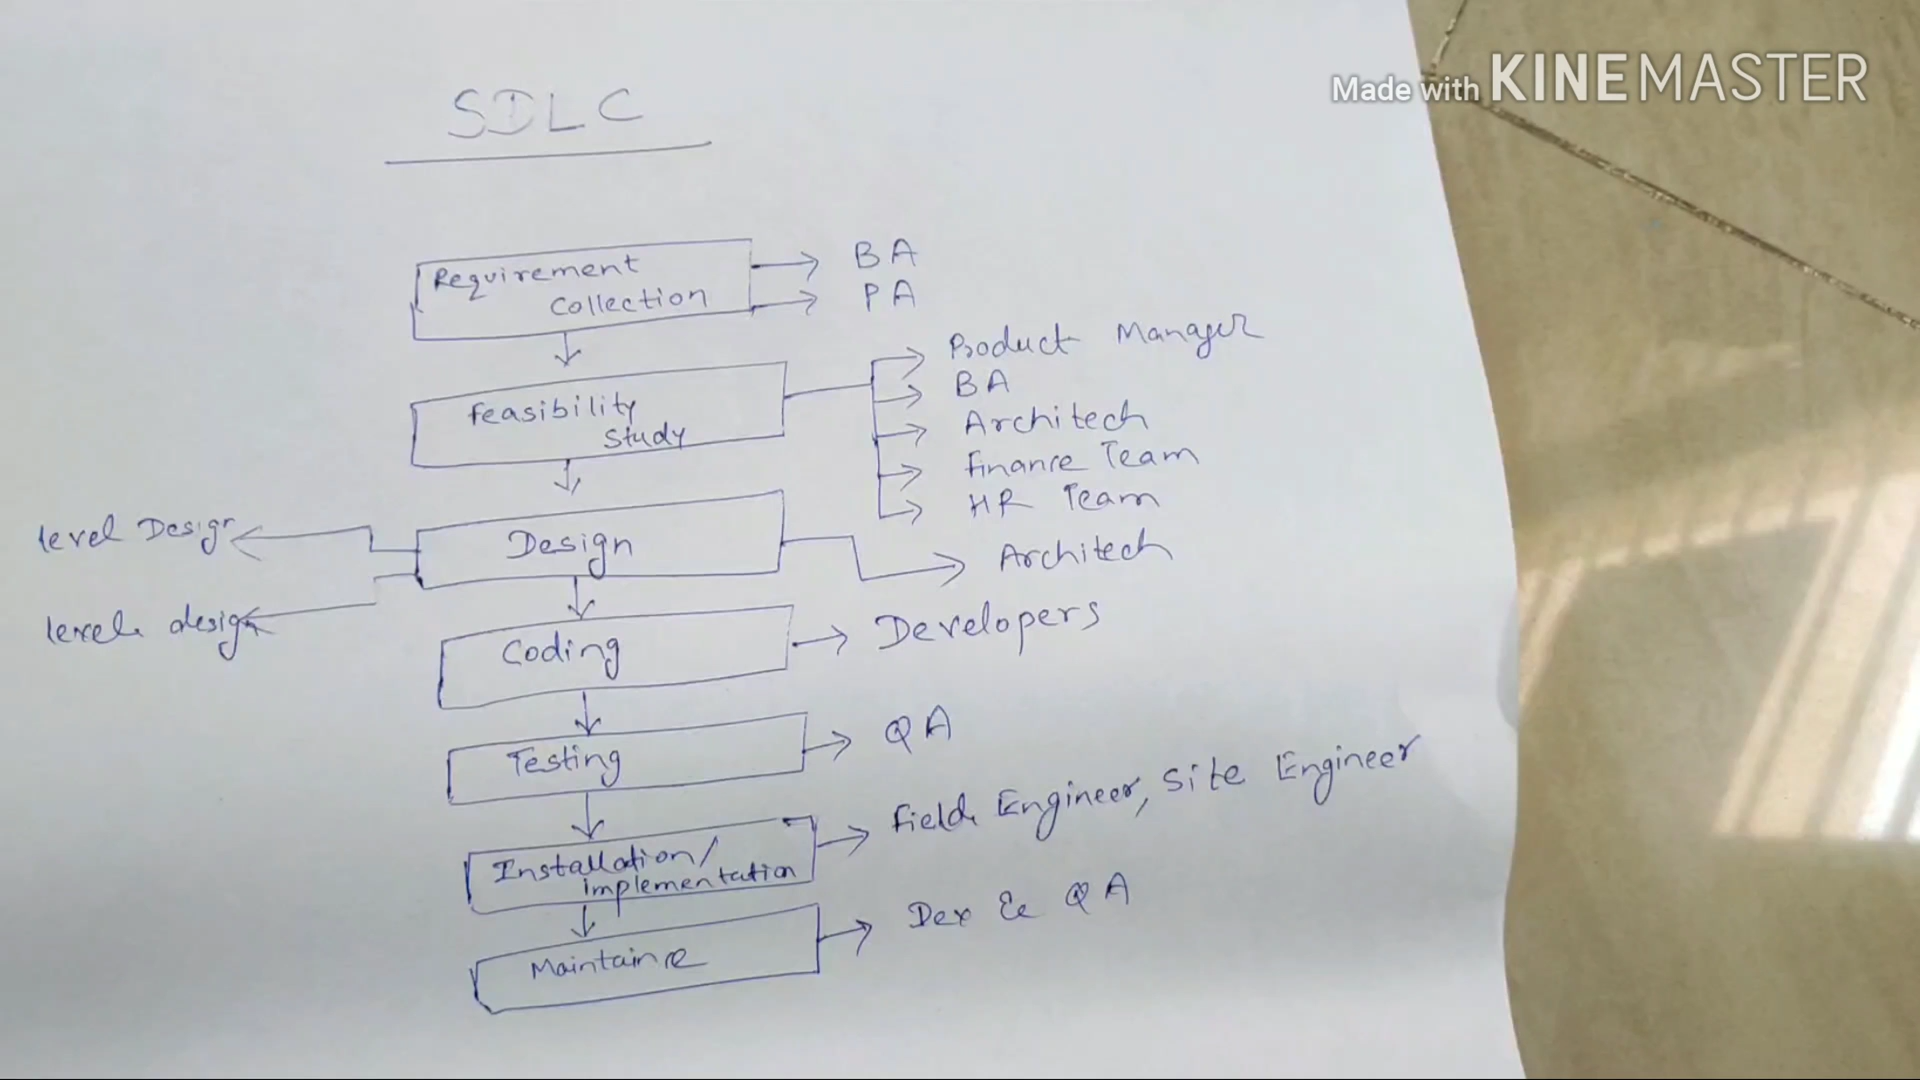 Made with KINEMASTER
SDLC
Requirement
collection
BA
PA
Feasibility
study
Product Manager
BA
Architech
Finance Team
HR Team
level Design
level design
Design
Architech
Coding
Developers
Testing
QA
Installation/
implementation
Field Engineer, Site Engineer
Maintaince
Dev & QA